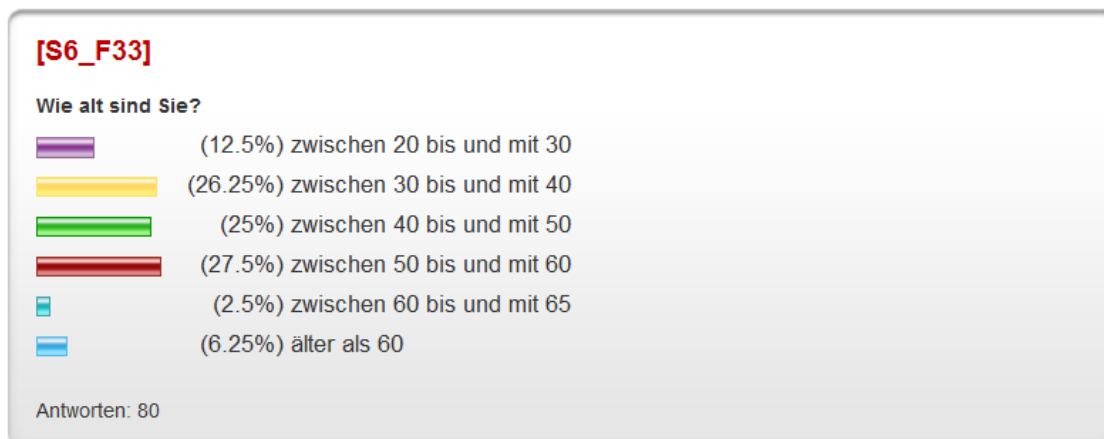 [S6_F33]
Wie alt sind Sie?
(12.5%) zwischen 20 bis und mit 30
(26.25%) zwischen 30 bis und mit 40
(25%) zwischen 40 bis und mit 50
(27.5%) zwischen 50 bis und mit 60
(2.5%) zwischen 60 bis und mit 65
(6.25%) älter als 60
Antworten: 80